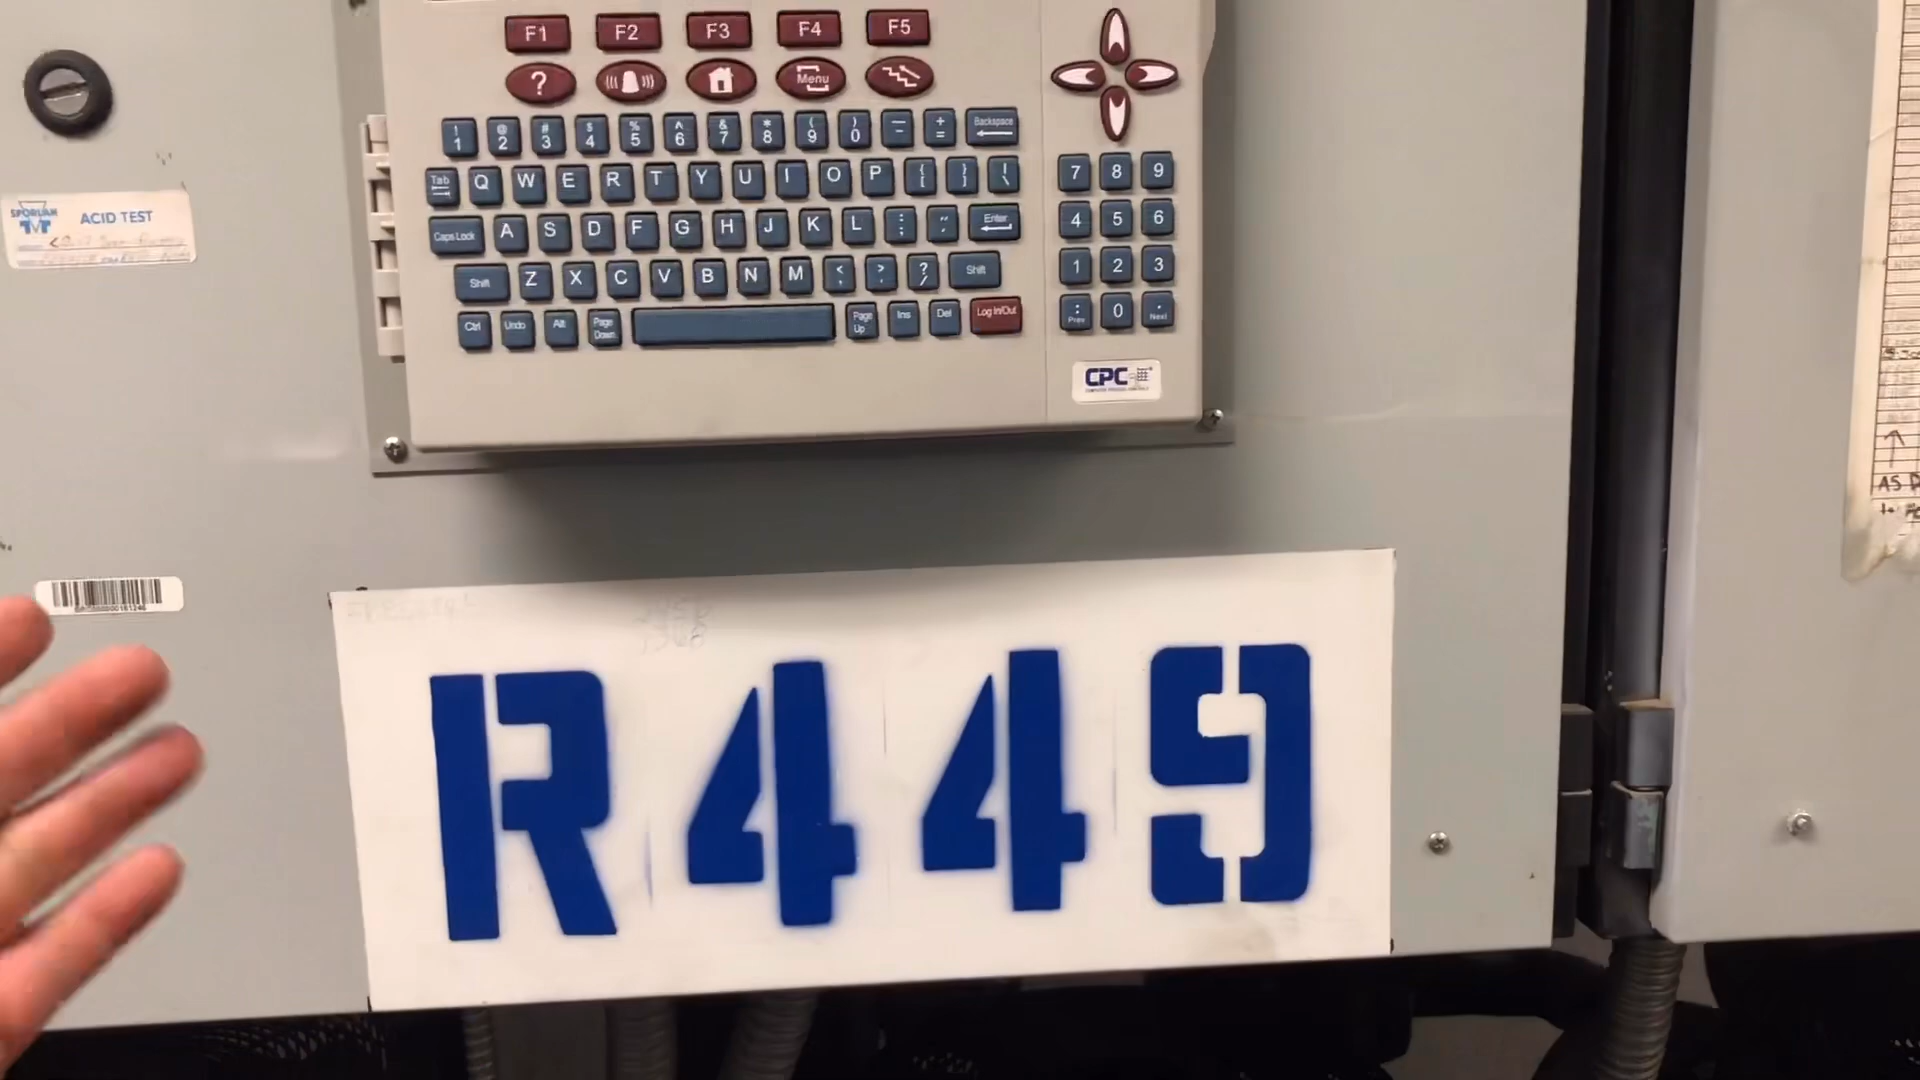 F1 F2 F3 F4 F5
? Menu
! 1 @ 2 # 3 $ 4 % 5 ^ 6 & 7 * 8 ( 9 ) 0 — - + = Backspace
Tab Q W E R T Y U I O P { [ } ] | \
Caps Lock A S D F G H J K L : ; " , Enter
Shift Z X C V B N M < , > . ? / Shift
Ctrl Undo Alt Page Down Page Up Ins Del Log In/Out
7 8 9
4 5 6
1 2 3
: Prev 0 . Next
CPC
SPORLAN ACID TEST
R449
AS